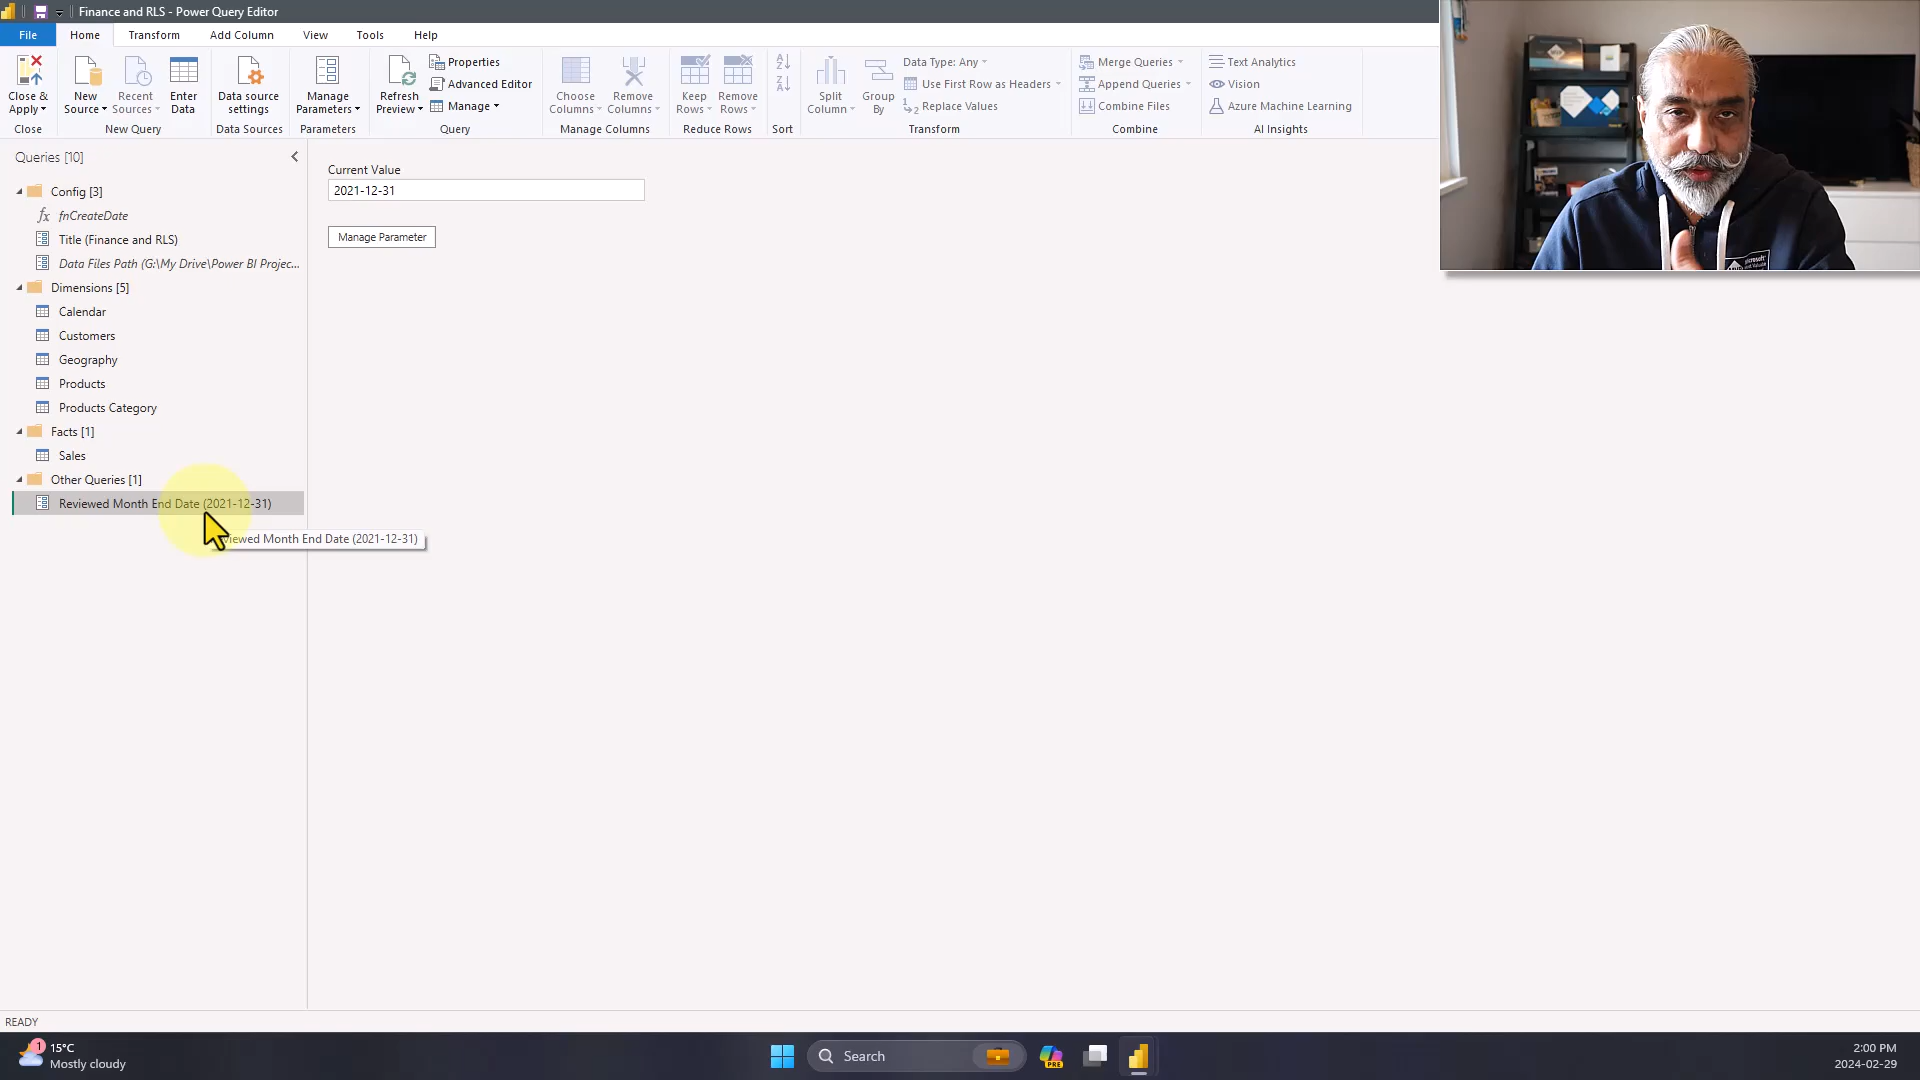 Finance and RLS - Power Query Editor
File Home Transform Add Column View Tools Help
Close & Apply
Close
New Source
Recent Sources
Enter Data
New Query
Data source settings
Data Sources
Manage Parameters
Parameters
Refresh Preview
Properties
Advanced Editor
Manage
Query
Choose Columns
Remove Columns
Manage Columns
Keep Rows
Remove Rows
Reduce Rows
Sort
Split Column
Group By
Data Type: Any
Use First Row as Headers
Replace Values
Transform
Merge Queries
Append Queries
Combine Files
Combine
Text Analytics
Vision
Azure Machine Learning
AI Insights
Queries [10]
Config [3]
fnCreateDate
Title (Finance and RLS)
Data Files Path (G:\My Drive\Power BI Projec...
Dimensions [5]
Calendar
Customers
Geography
Products
Products Category
Facts [1]
Sales
Other Queries [1]
Reviewed Month End Date (2021-12-31)
Month End Date (2021-12-31)
Current Value
2021-12-31
Manage Parameter
READY
1
15°C
Mostly cloudy
Search
PRE
2:00 PM
2024-02-29